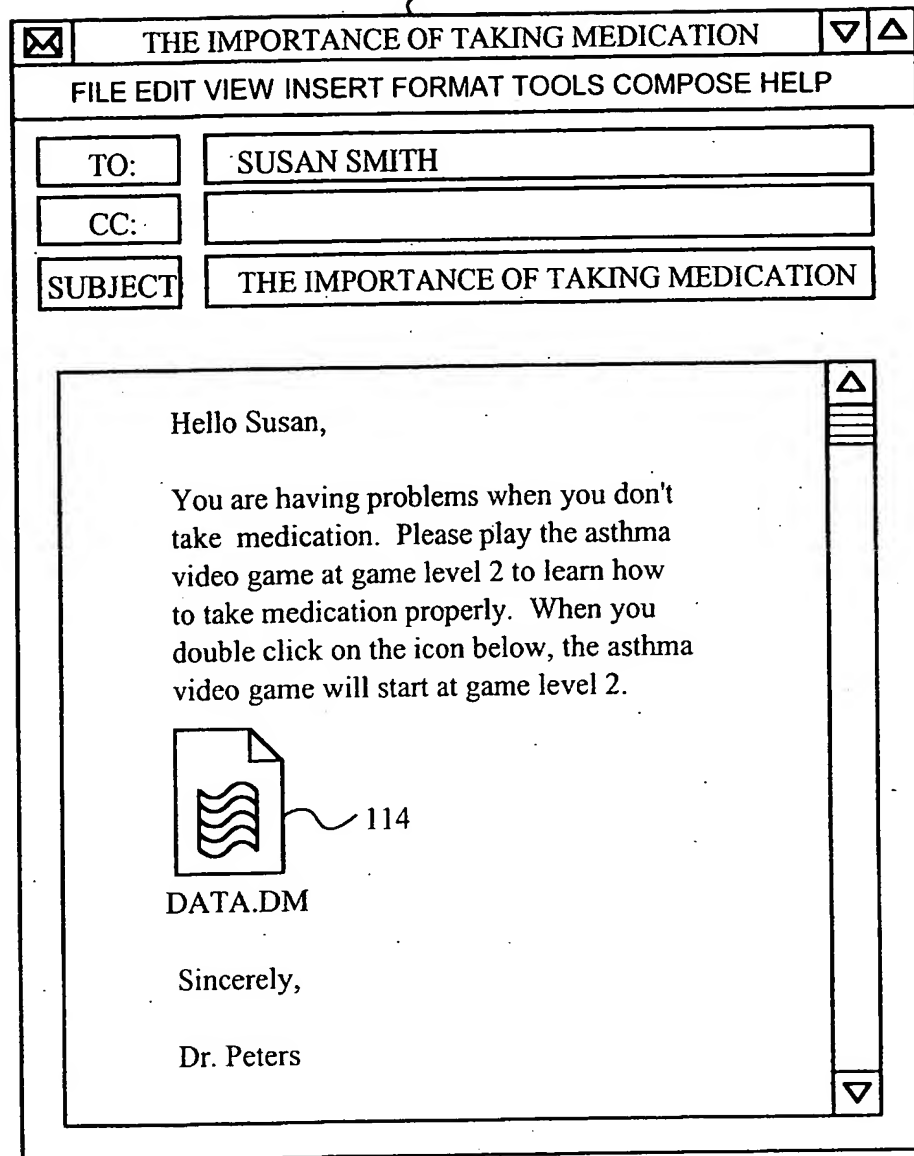 THE IMPORTANCE OF TAKING MEDICATION
FILE EDIT VIEW INSERT FORMAT TOOLS COMPOSE HELP
TO: SUSAN SMITH
CC:
SUBJECT THE IMPORTANCE OF TAKING MEDICATION
Hello Susan,
You are having problems when you don't
take medication. Please play the asthma
video game at game level 2 to learn how
to take medication properly. When you
double click on the icon below, the asthma
video game will start at game level 2.
114
DATA.DM
Sincerely,
Dr. Peters